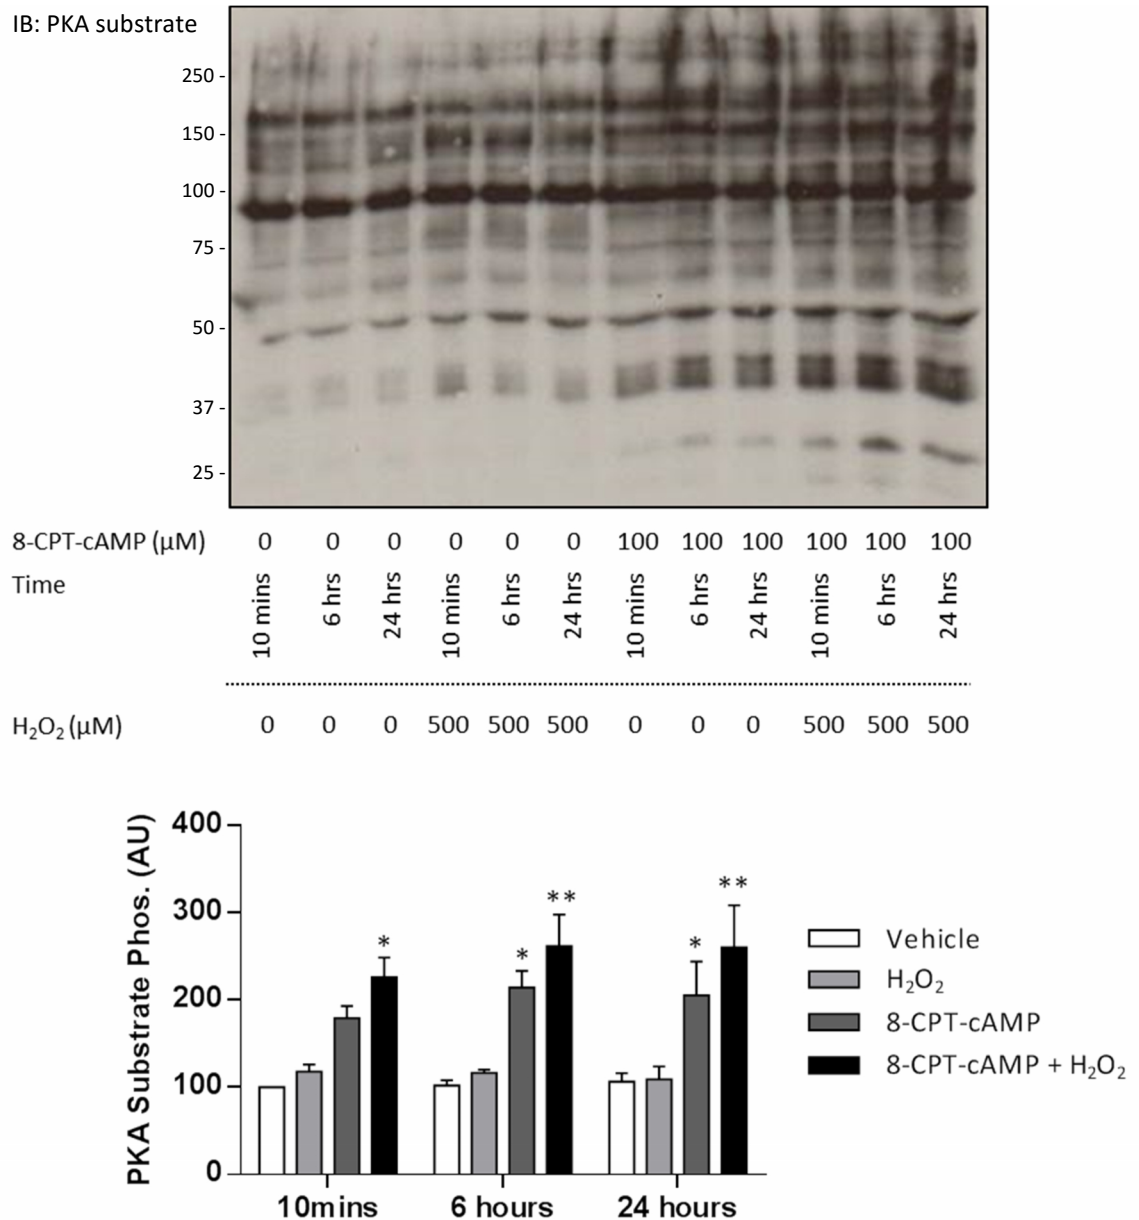 IB: PKA substrate
250 -
150 -
100 -
75 -
50 -
37 -
25 -
8-CPT-cAMP (µM) 0 0 0 0 0 0 100 100 100 100 100 100
Time 10 mins 6 hrs 24 hrs 10 mins 6 hrs 24 hrs 10 mins 6 hrs 24 hrs 10 mins 6 hrs 24 hrs
H₂O₂ (µM) 0 0 0 500 500 500 0 0 0 500 500 500
PKA Substrate Phos. (AU)
400
300
200
100
0
*
*
**
*
**
10mins 6 hours 24 hours
Vehicle
H₂O₂
8-CPT-cAMP
8-CPT-cAMP + H₂O₂